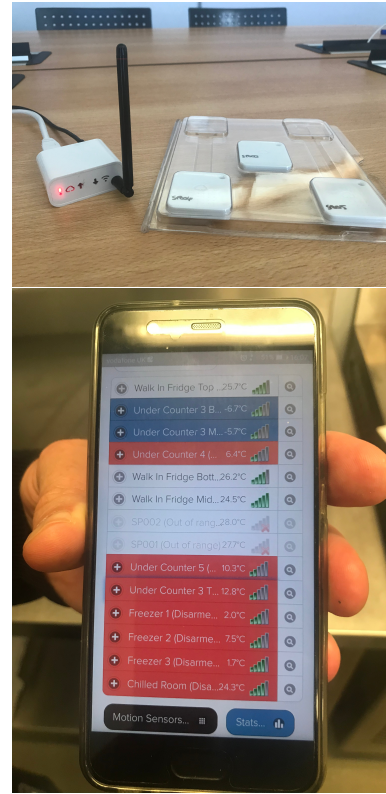 Walk In Fridge Top ...25.7°C
Under Counter 3 B... -6.7°C
Under Counter 3 M... -5.7°C
Under Counter 4 (... 6.4°C
Walk In Fridge Bott...26.2°C
Walk In Fridge Mid...24.5°C
SP002 (Out of rang...28.0°C
SP001 (Out of range) 27.7°C
Under Counter 5 (... 10.3°C
Under Counter 3 T... 12.8°C
Freezer 1 (Disarme... 2.0°C
Freezer 2 (Disarme... 7.5°C
Freezer 3 (Disarme... 1.7°C
Chilled Room (Disa...24.3°C
Motion Sensors...
Stats...